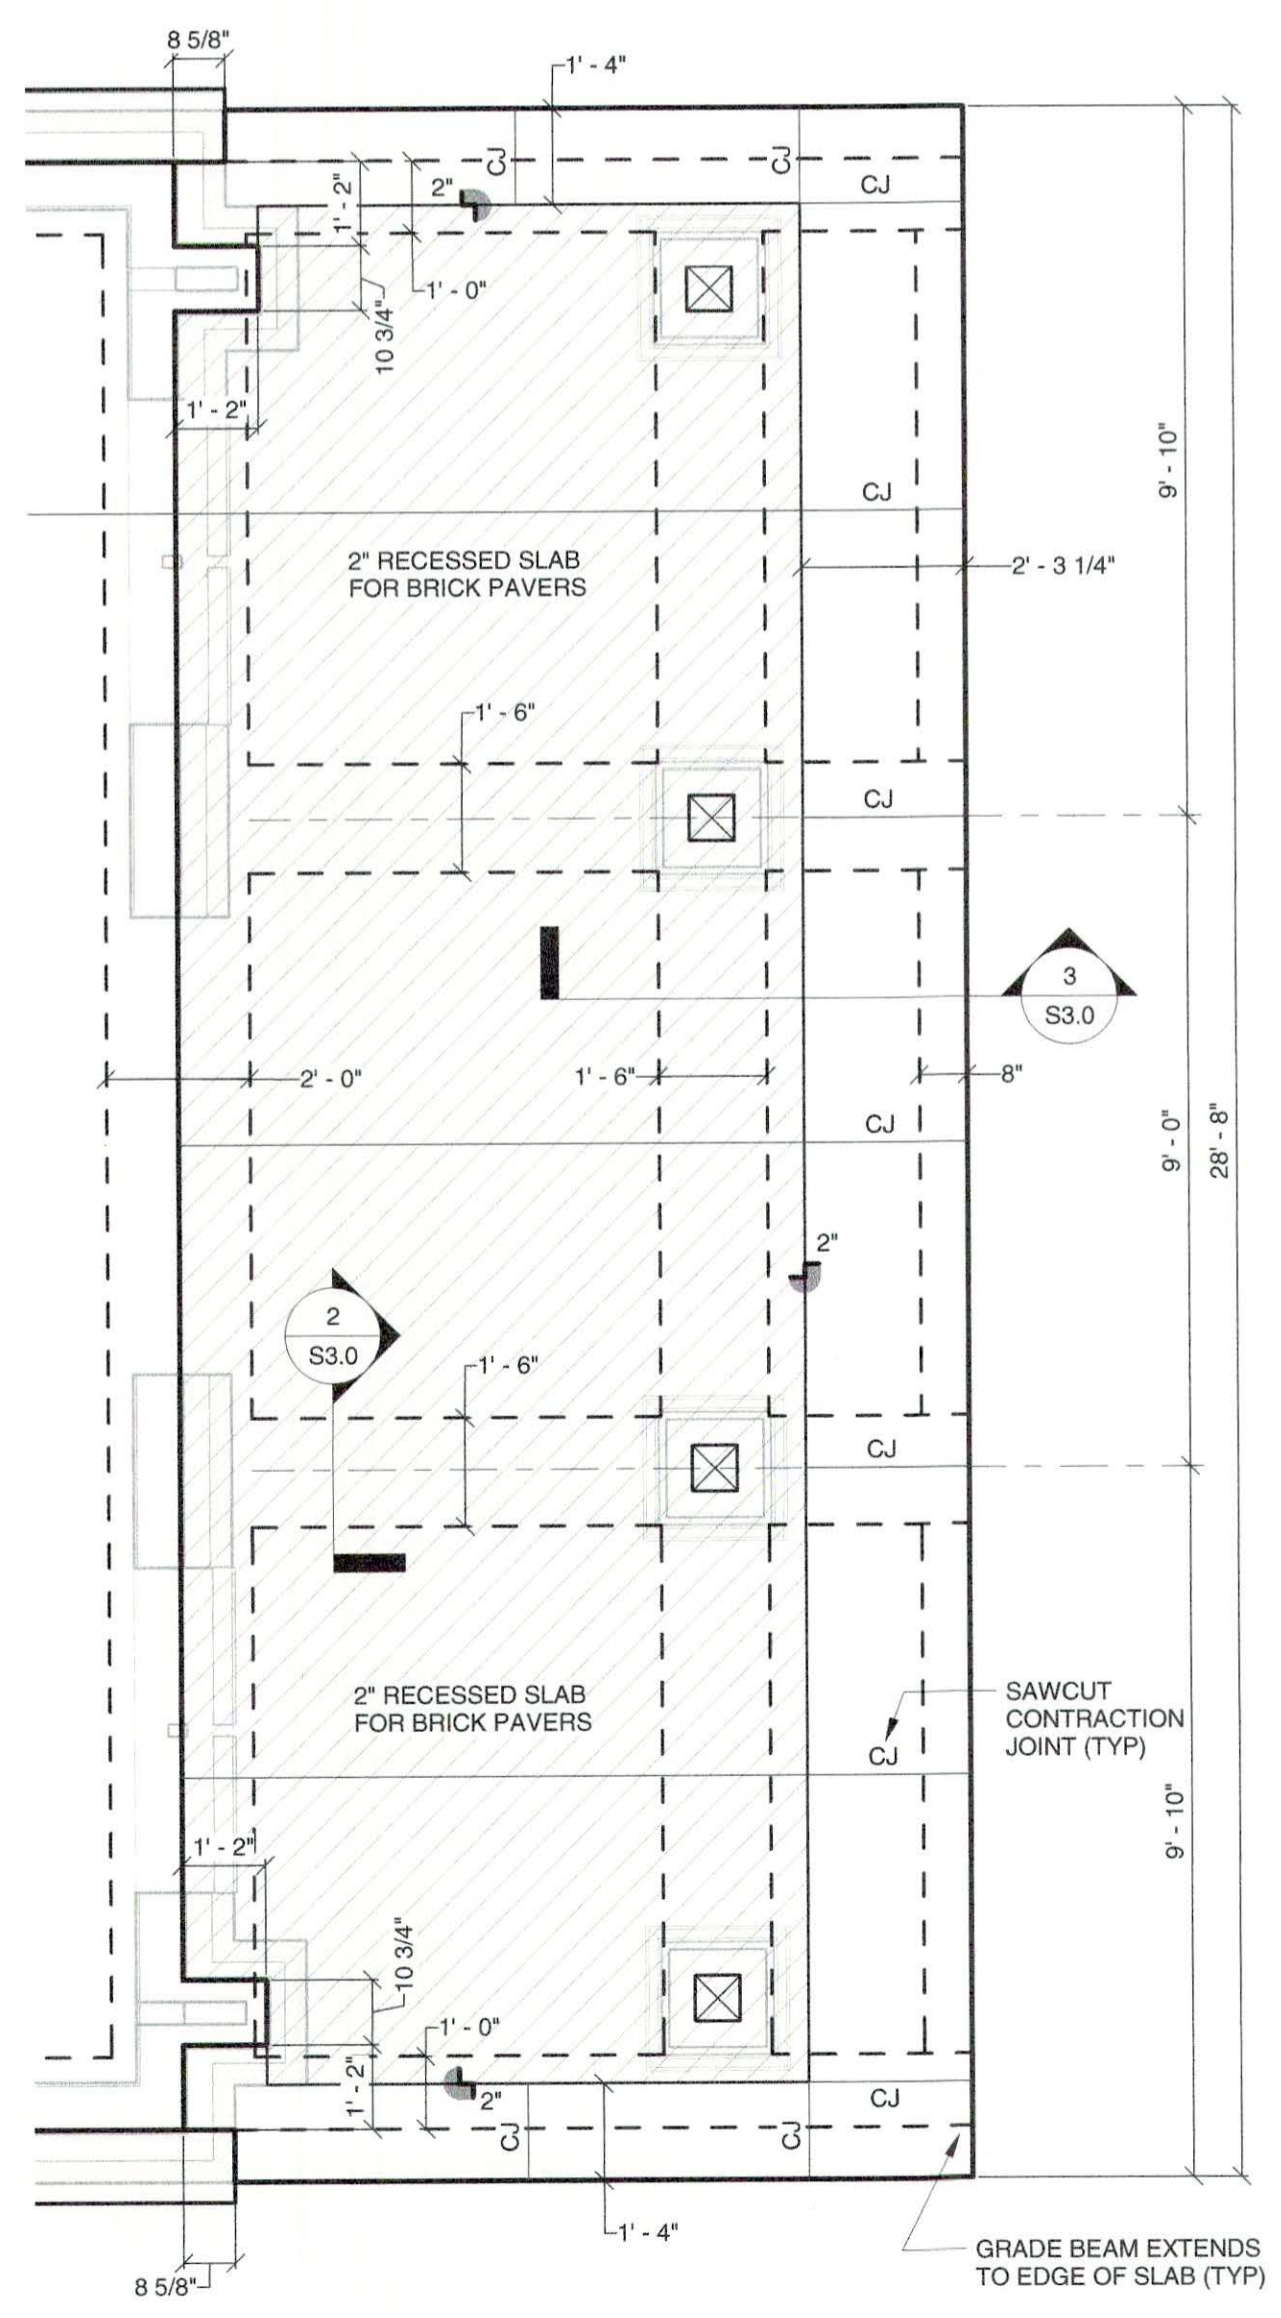 8 5/8"
1' - 4"
CJ
CJ
CJ
1' - 2"
2"
1' - 0"
10 3/4"
1' - 2"
9' - 10"
CJ
2" RECESSED SLAB
FOR BRICK PAVERS
2' - 3 1/4"
1' - 6"
CJ
3
S3.0
2' - 0"
1' - 6"
8"
CJ
9' - 0"
28' - 8"
2"
2
S3.0
1' - 6"
CJ
2" RECESSED SLAB
FOR BRICK PAVERS
SAWCUT
CONTRACTION
JOINT (TYP)
CJ
9' - 10"
1' - 2"
10 3/4"
1' - 0"
1' - 2"
2"
CJ
CJ
CJ
1' - 4"
GRADE BEAM EXTENDS
TO EDGE OF SLAB (TYP)
8 5/8"